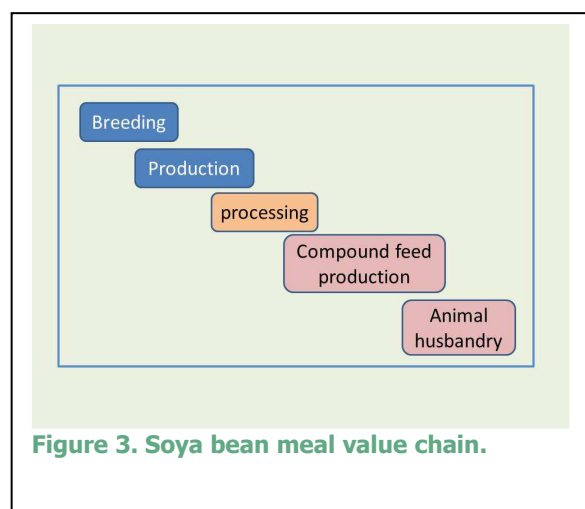 Breeding
Production
processing
Compound feed
production
Animal
husbandry
Figure 3. Soya bean meal value chain.